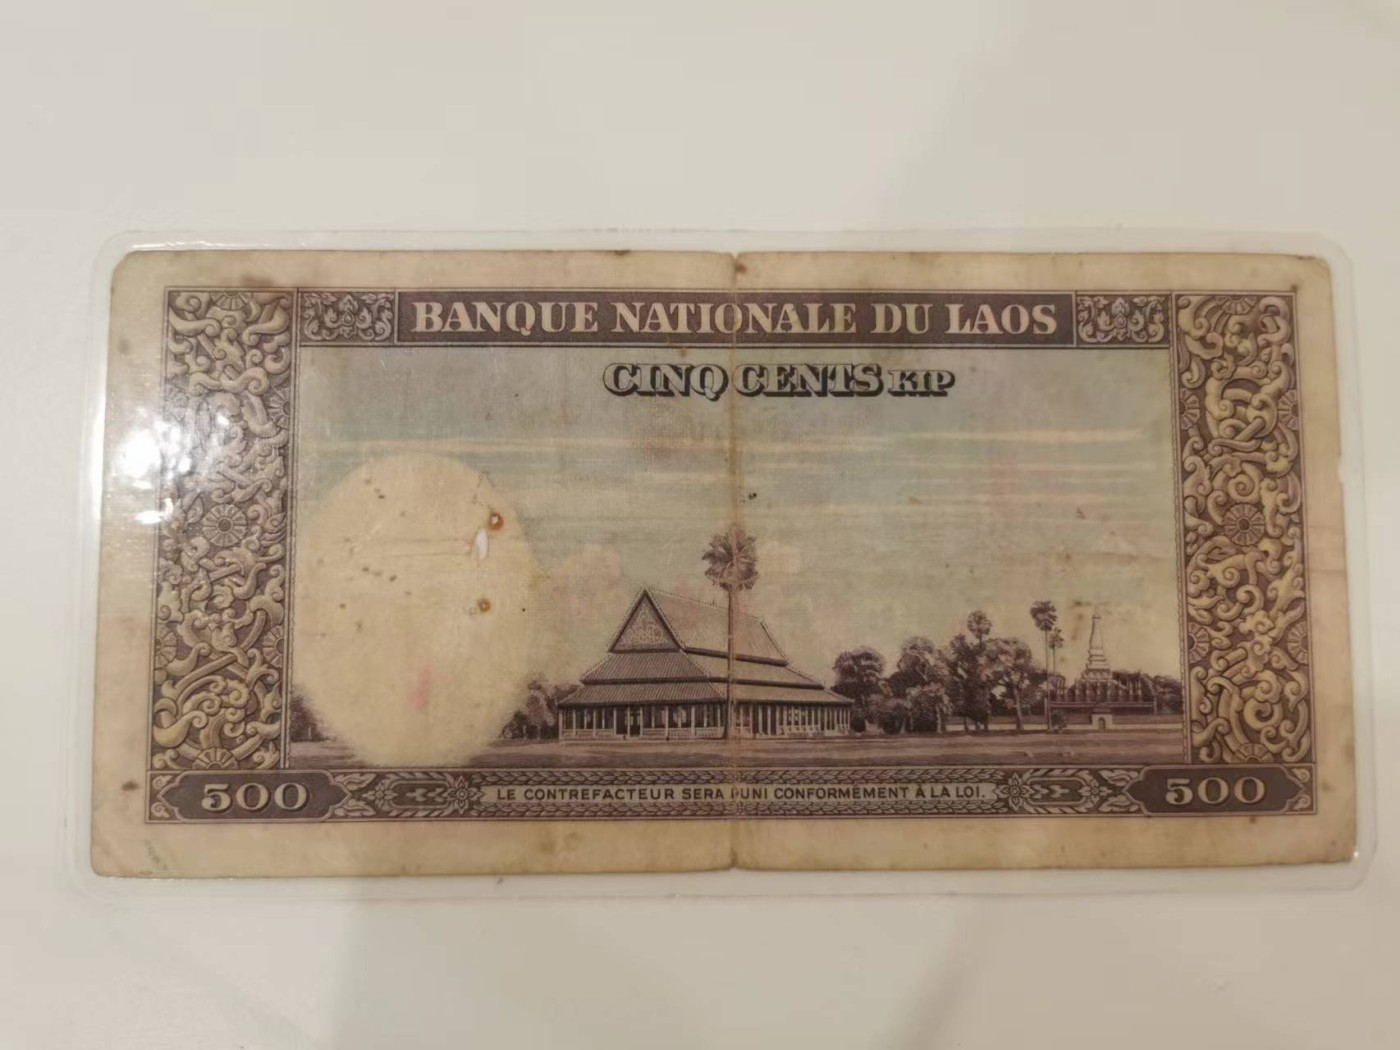 BANQUE NATIONALE DU LAOS
CINQ CENTS KIP
500
LE CONTREFACTEUR SERA PUNI CONFORMÉMENT À LA LOI.
500